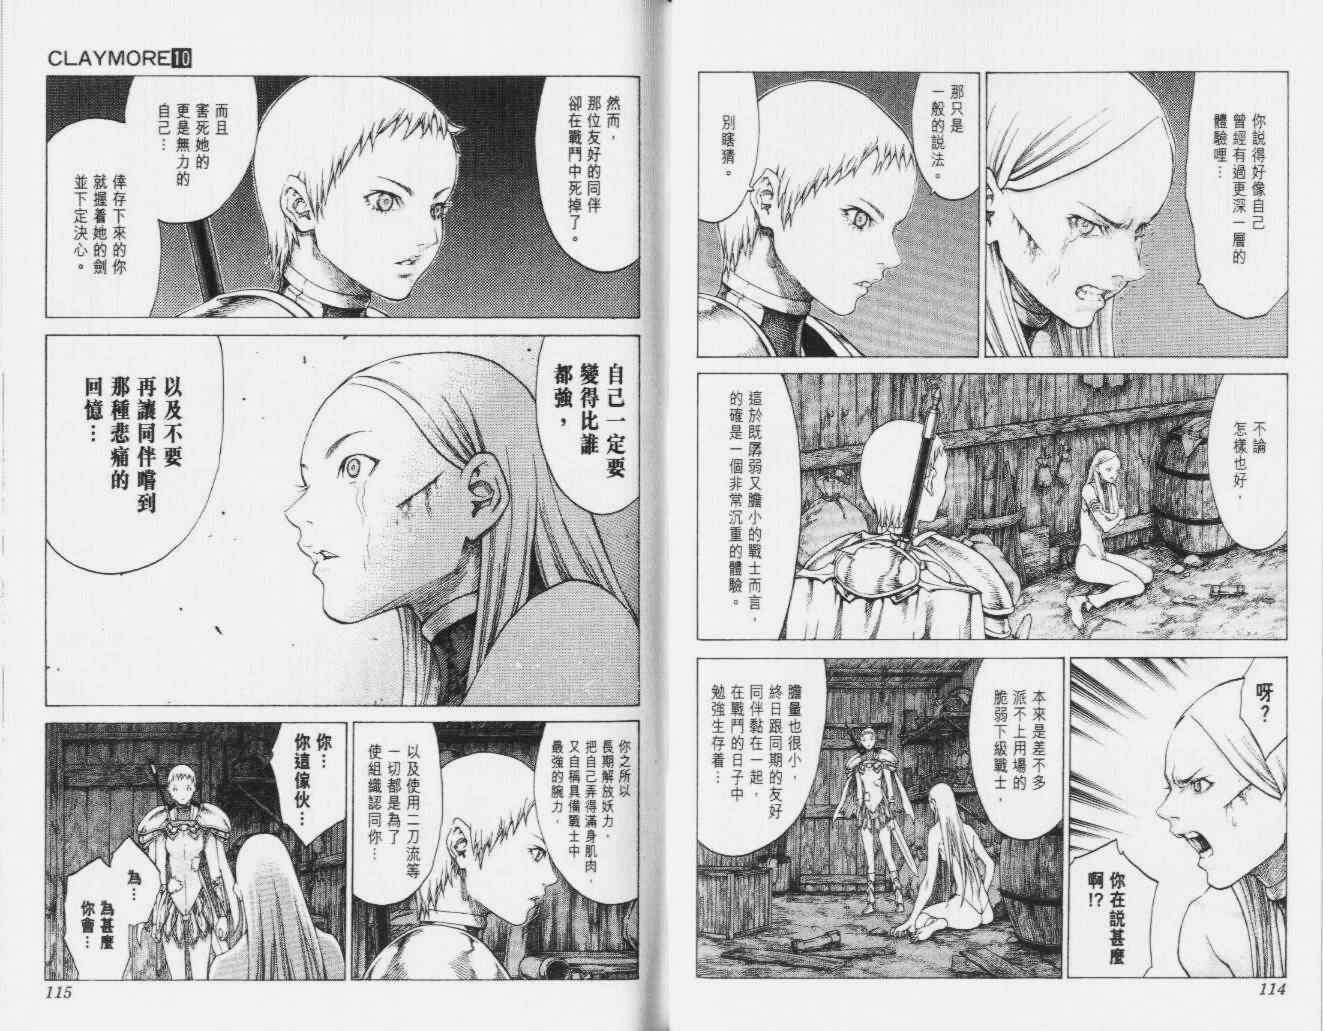 你說得好像自己
曾經有過更深一層的
體驗哩…
那只是
一般的說法。
別瞎猜。
不論
怎樣也好，
這於既孱弱又膽小的戰士而言，
的確是一個非常沉重的體驗。
呀？
你在說甚麼
啊!?
本來是差不多
派不上用場的
脆弱下級戰士，
膽量也很小，
終日跟同期的友好
同伴黏在一起，
在戰鬥的日子中
勉強生存着…
114
CLAYMORE10
然而，
那位友好的同伴
卻在戰鬥中死掉了。
而且
害死她的
更是無力的
自己…
倖存下來的你
就握着她的劍
並下定決心。
自己一定要
變得比誰
都強，
以及不要
再讓同伴嚐到
那種悲痛的
回憶…
你之所以
長期解放妖力，
把自己弄得滿身肌肉，
又自稱具備戰士中
最強的腕力，
以及使用二刀流等
一切都是為了
使組織認同你…
你…
你這傢伙…
為…
為甚麼
你會…
115